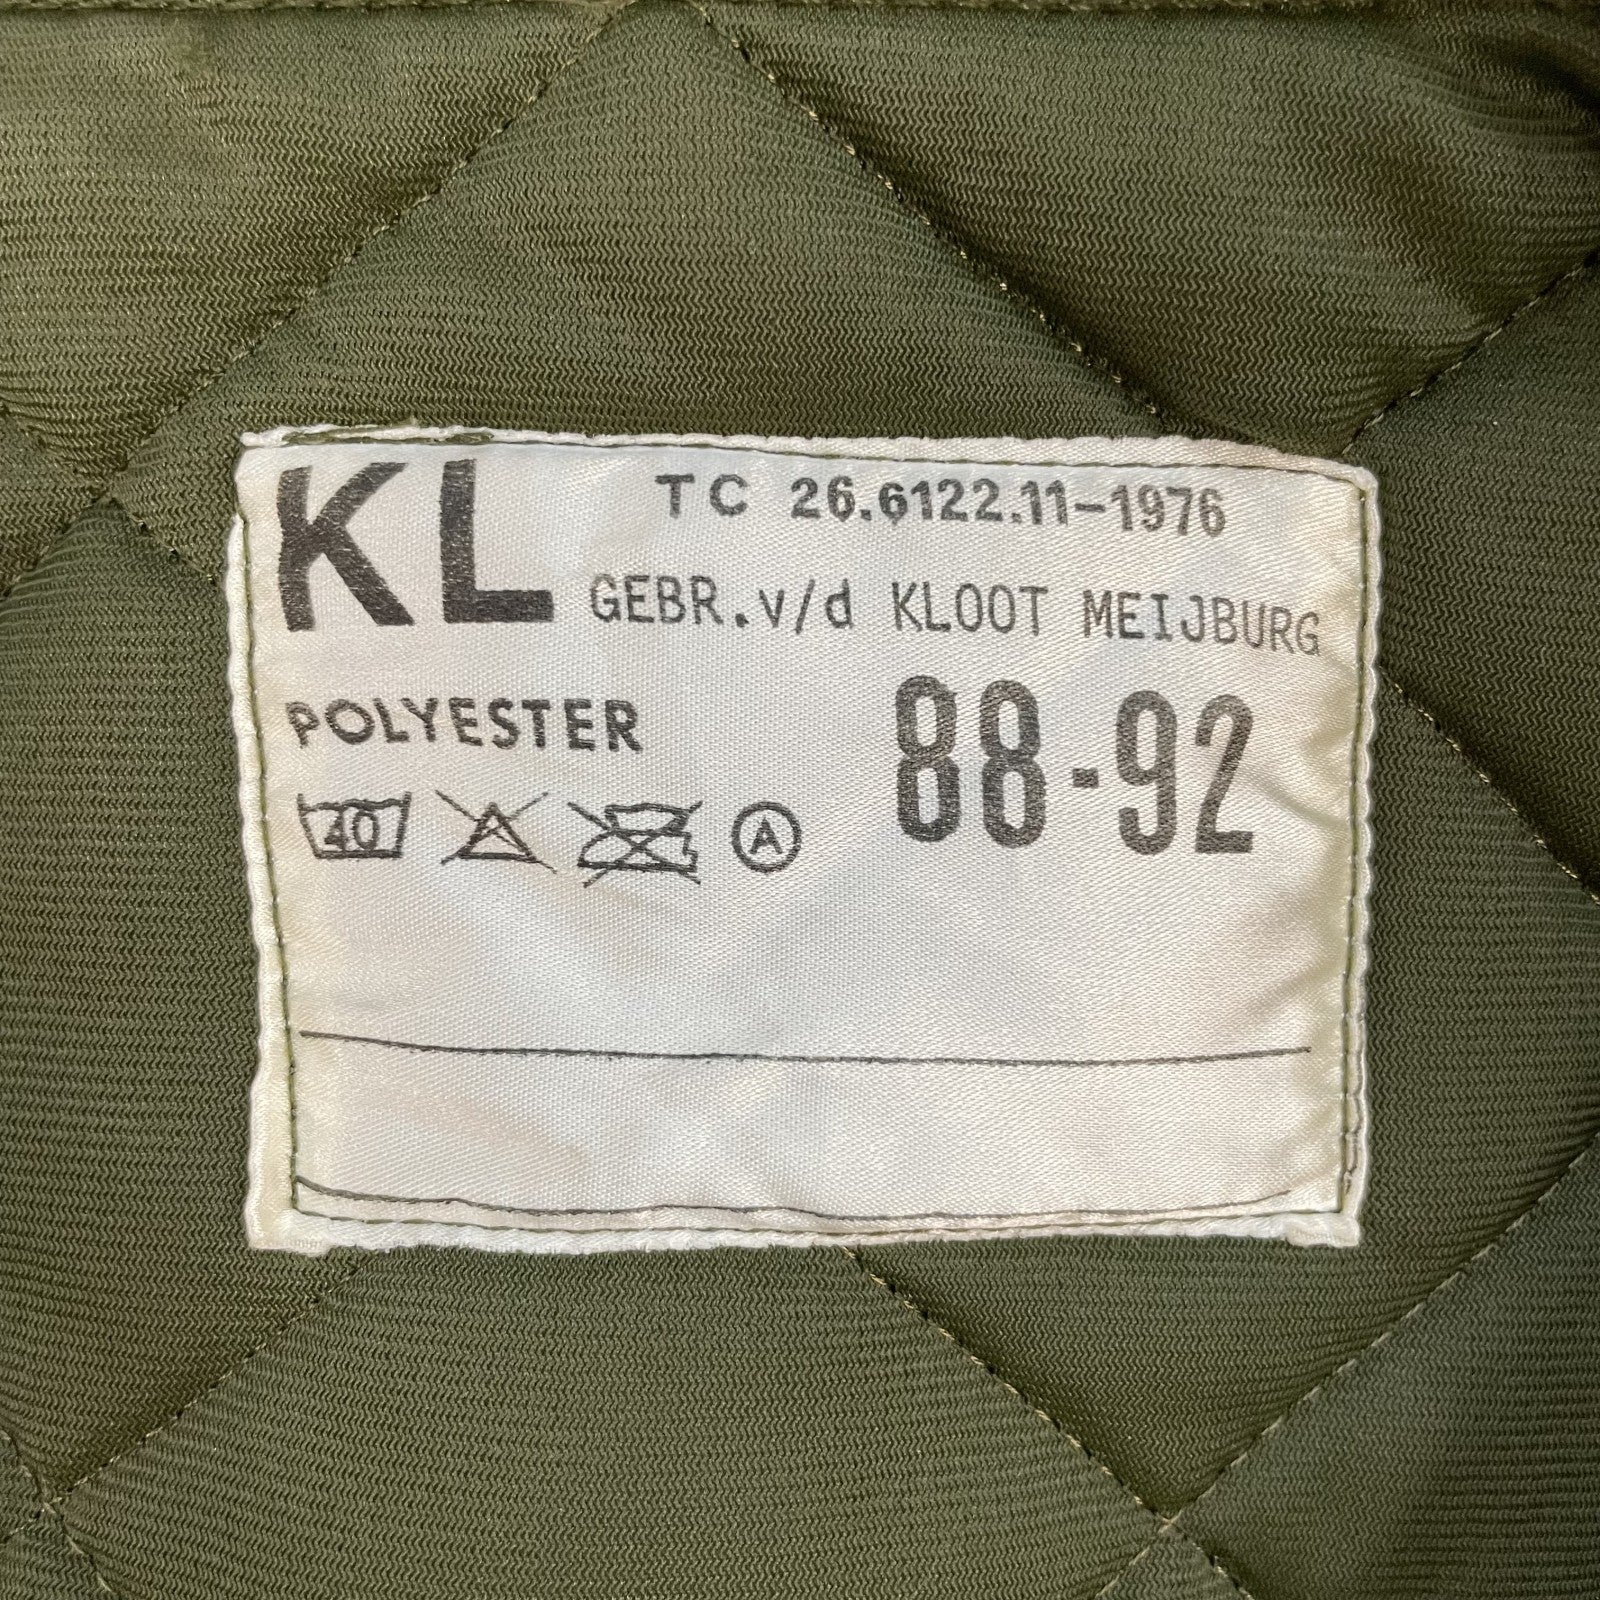 KL
TC 26.6122.11-1976
GEBR.v/d KLOOT MEIJBURG
POLYESTER
88-92
40
A